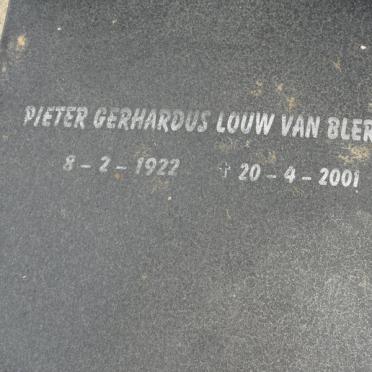 PIETER GERHARDUS LOUW VAN BLER
8 - 2 - 1922 † 20 - 4 - 2001